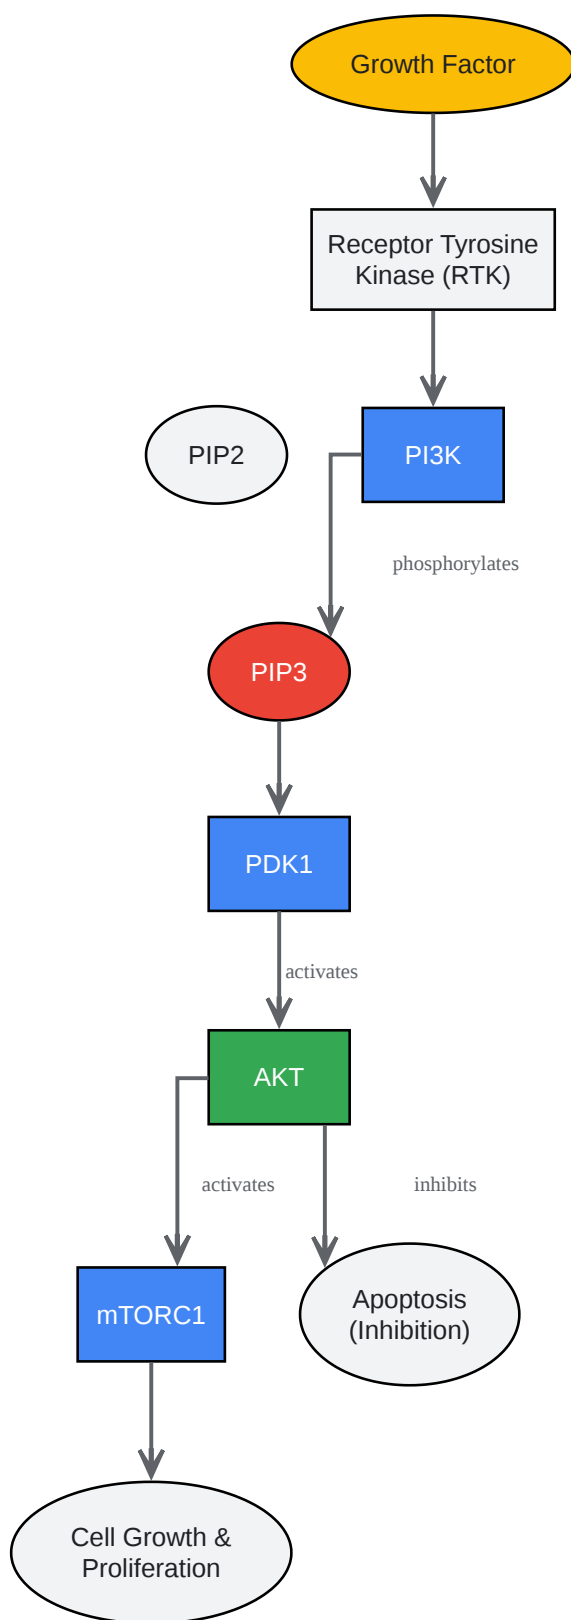 Growth Factor
Receptor Tyrosine
Kinase (RTK)
PIP2
PI3K
phosphorylates
PIP3
PDK1
activates
AKT
activates
inhibits
mTORC1
Apoptosis
(Inhibition)
Cell Growth &
Proliferation